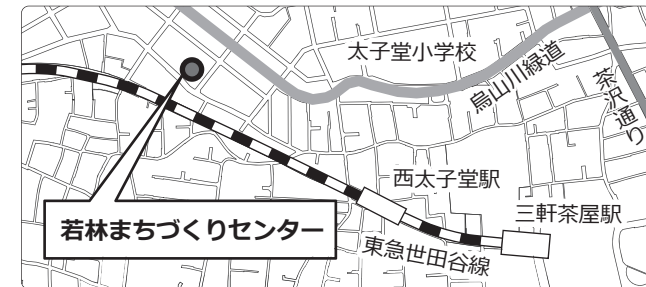 太子堂小学校
烏山川緑道
茶沢通り
西太子堂駅
三軒茶屋駅
若林まちづくりセンター
東急世田谷線